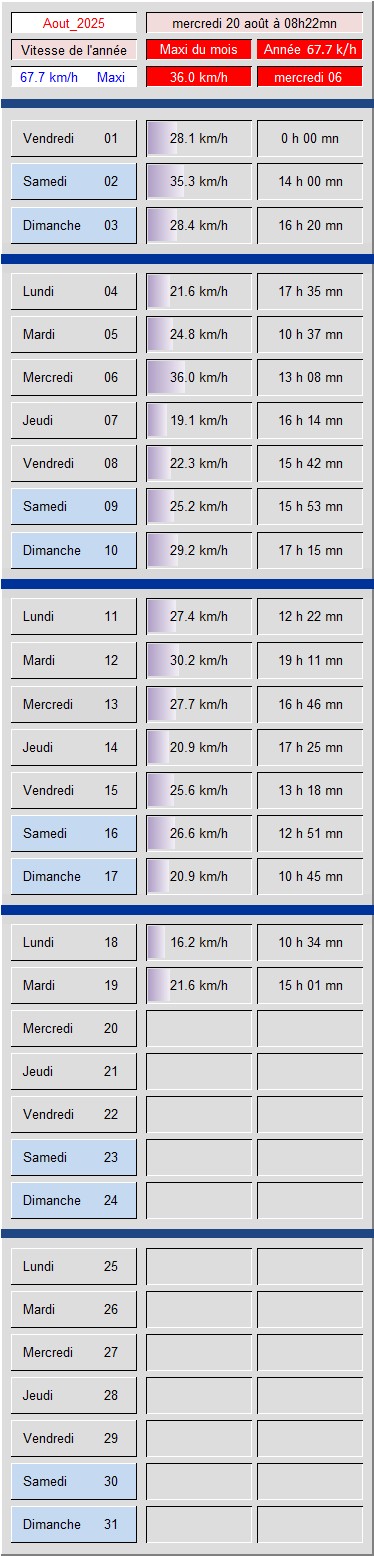 Aout_2025 mercredi 20 août à 08h22mn
Vitesse de l'année Maxi du mois Année 67.7 k/h
67.7 km/h Maxi 36.0 km/h mercredi 06
Vendredi 01 28.1 km/h 0 h 00 mn
Samedi 02 35.3 km/h 14 h 00 mn
Dimanche 03 28.4 km/h 16 h 20 mn
Lundi 04 21.6 km/h 17 h 35 mn
Mardi 05 24.8 km/h 10 h 37 mn
Mercredi 06 36.0 km/h 13 h 08 mn
Jeudi 07 19.1 km/h 16 h 14 mn
Vendredi 08 22.3 km/h 15 h 42 mn
Samedi 09 25.2 km/h 15 h 53 mn
Dimanche 10 29.2 km/h 17 h 15 mn
Lundi 11 27.4 km/h 12 h 22 mn
Mardi 12 30.2 km/h 19 h 11 mn
Mercredi 13 27.7 km/h 16 h 46 mn
Jeudi 14 20.9 km/h 17 h 25 mn
Vendredi 15 25.6 km/h 13 h 18 mn
Samedi 16 26.6 km/h 12 h 51 mn
Dimanche 17 20.9 km/h 10 h 45 mn
Lundi 18 16.2 km/h 10 h 34 mn
Mardi 19 21.6 km/h 15 h 01 mn
Mercredi 20
Jeudi 21
Vendredi 22
Samedi 23
Dimanche 24
Lundi 25
Mardi 26
Mercredi 27
Jeudi 28
Vendredi 29
Samedi 30
Dimanche 31